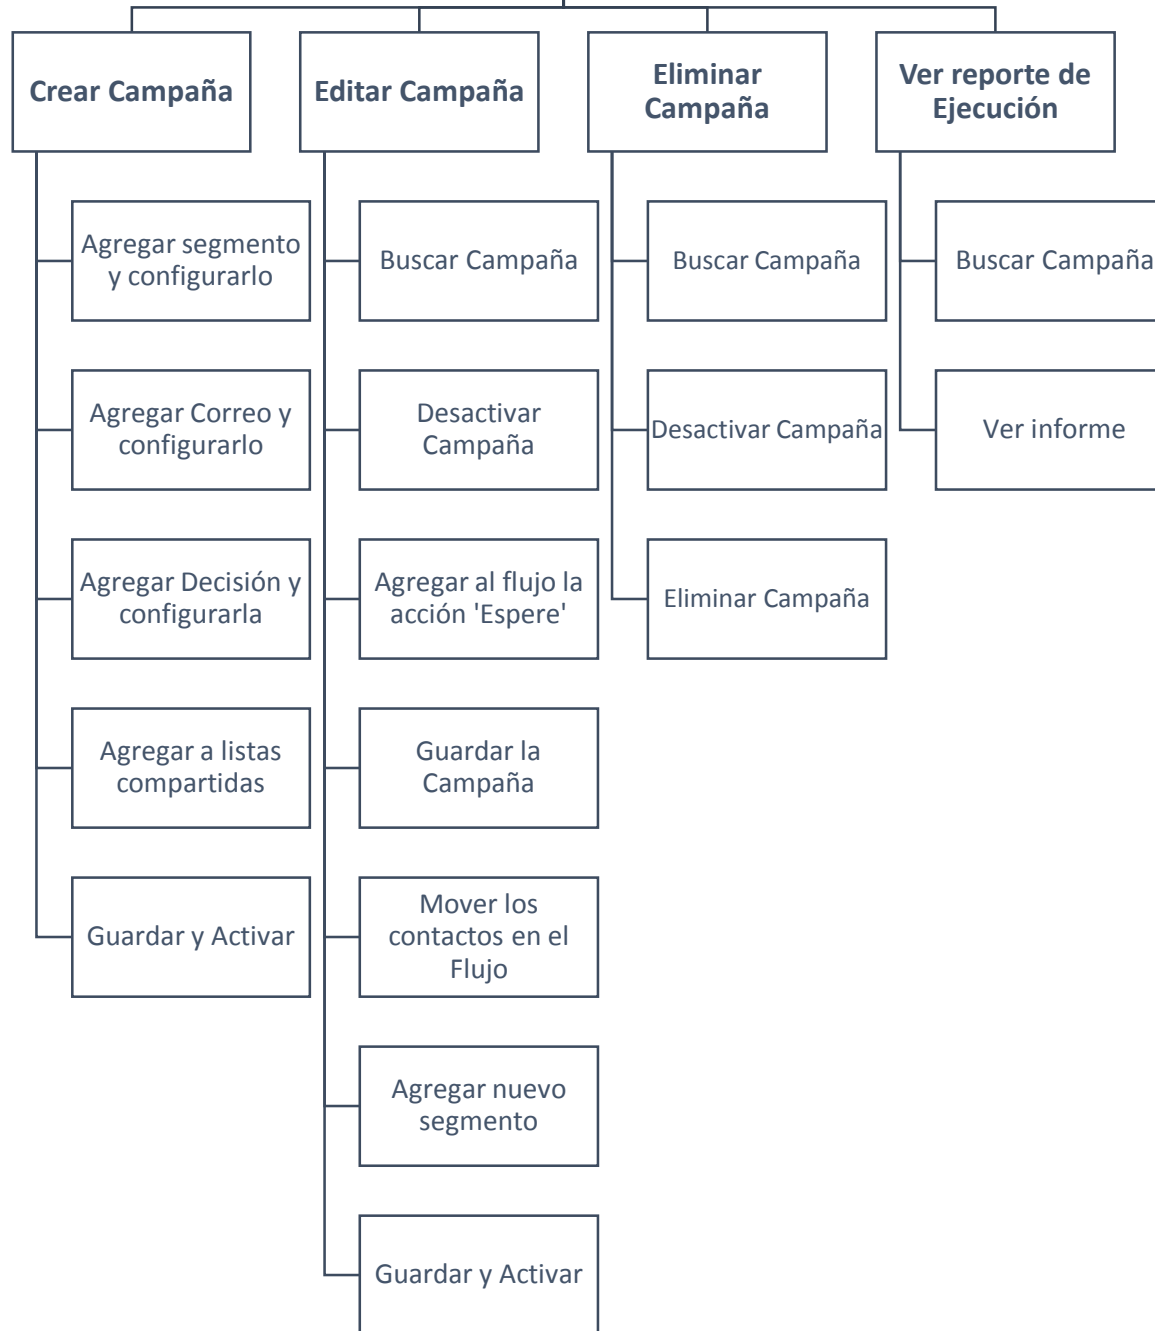 Crear Campaña
Agregar segmento
y configurarlo
Agregar Correo y
configurarlo
Agregar Decisión y
configurarla
Agregar a listas
compartidas
Guardar y Activar
Editar Campaña
Buscar Campaña
Desactivar
Campaña
Agregar al flujo la
acción 'Espere'
Guardar la
Campaña
Mover los
contactos en el
Flujo
Agregar nuevo
segmento
Guardar y Activar
Eliminar
Campaña
Buscar Campaña
Desactivar Campaña
Eliminar Campaña
Ver reporte de
Ejecución
Buscar Campaña
Ver informe